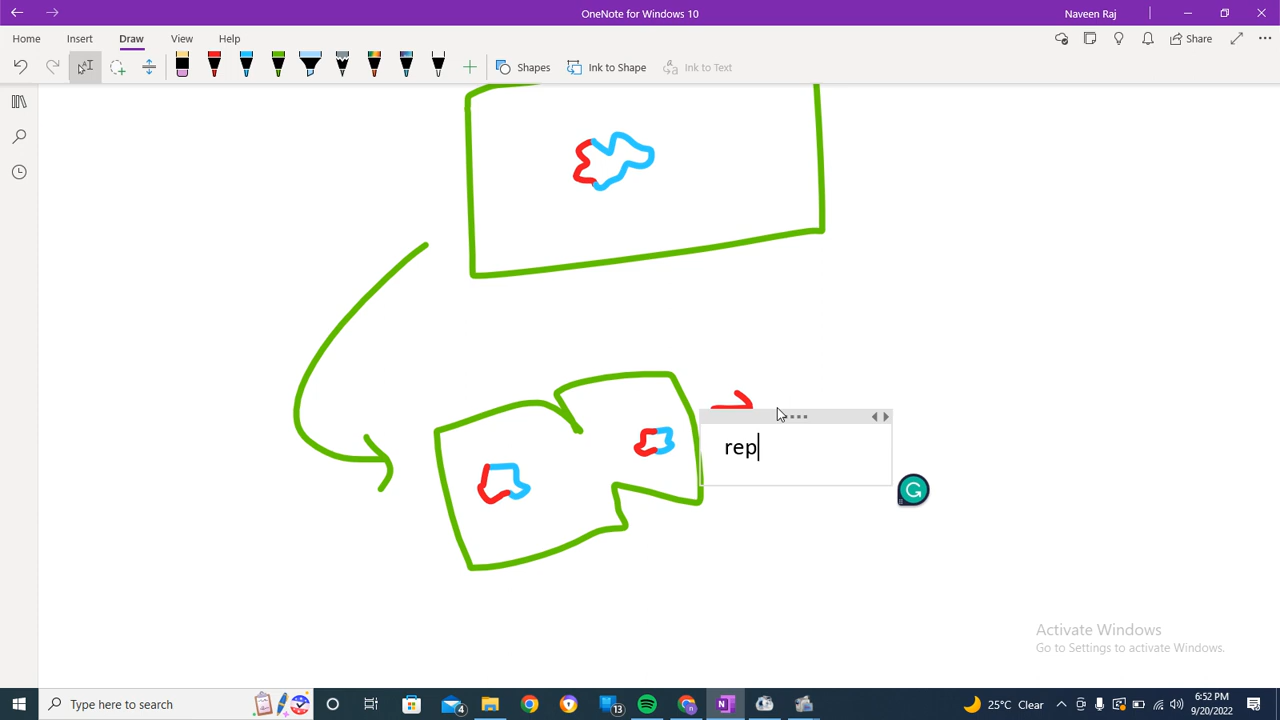 OneNote for Windows 10
Naveen Raj
Home
Insert
Draw
View
Help
Share
Shapes
Ink to Shape
Ink to Text
rep
Activate Windows
Go to Settings to activate Windows.
Type here to search
4
13
25°C Clear
6:52 PM
9/20/2022